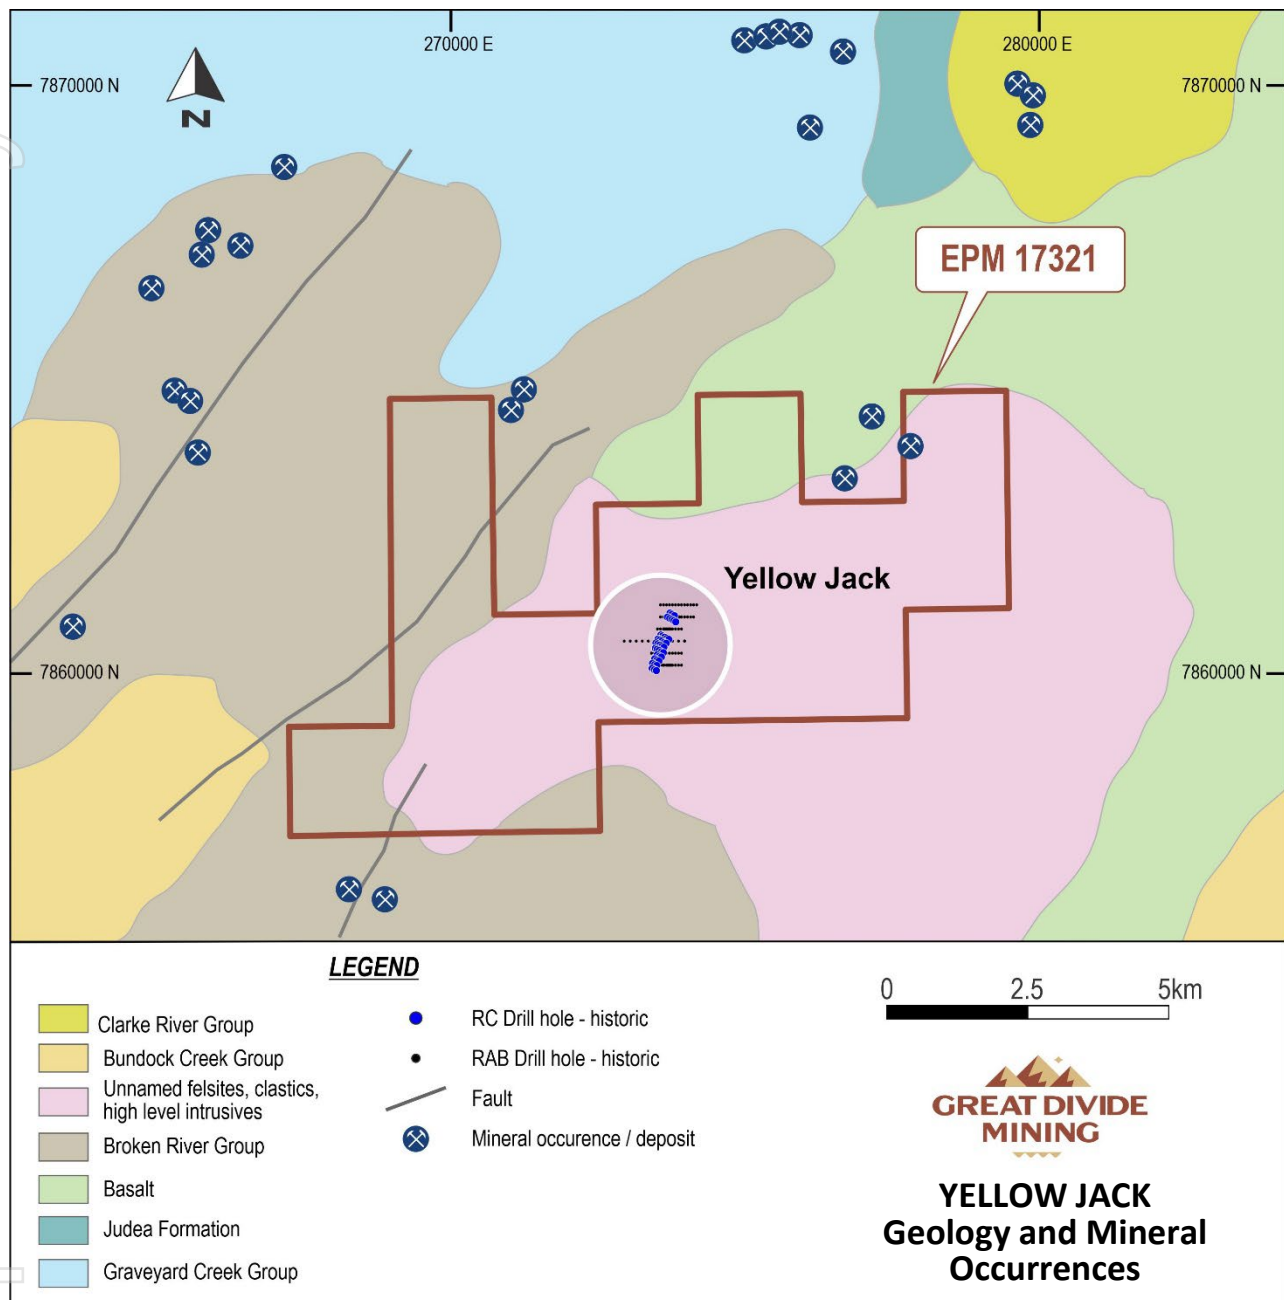 270000 E
280000 E
7870000 N
7870000 N
N
EPM 17321
Yellow Jack
7860000 N
7860000 N
LEGEND
Clarke River Group
Bundock Creek Group
Unnamed felsites, clastics,
high level intrusives
Broken River Group
Basalt
Judea Formation
Graveyard Creek Group
RC Drill hole - historic
RAB Drill hole - historic
Fault
Mineral occurence / deposit
0 2.5 5km
GREAT DIVIDE
MINING
YELLOW JACK
Geology and Mineral
Occurrences